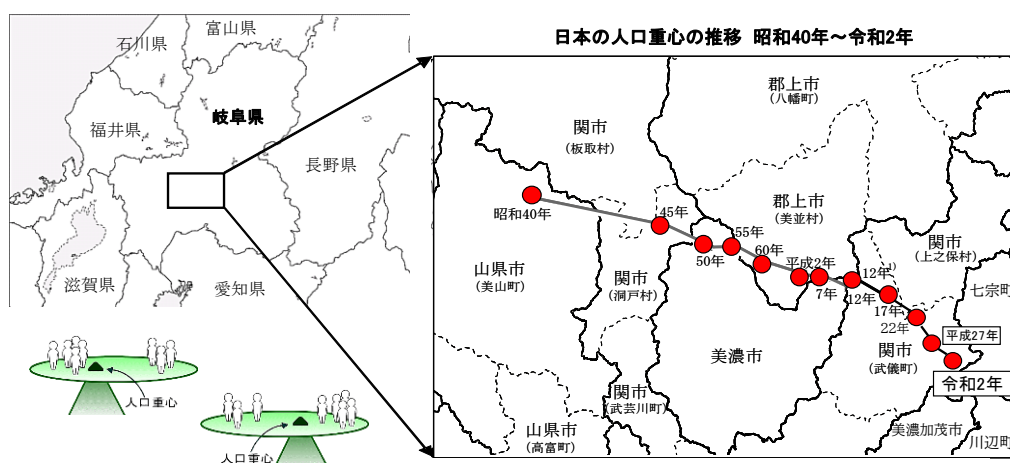 富山県
石川県
岐阜県
福井県
長野県
滋賀県
愛知県
人口重心
人口重心
日本の人口重心の推移 昭和40年～令和2年
郡上市
（八幡町）
関市
（板取村）
昭和40年
45年
郡上市
（美並村）
55年
50年
60年
関市
（上之保村）
平成2年
12年
山県市
（美山町）
関市
（洞戸村）
7年
12年
七宗町
17年
22年
平成27年
美濃市
関市
（武儀町）
令和2年
関市
（武芸川町）
山県市
（高富町）
美濃加茂市
川辺町